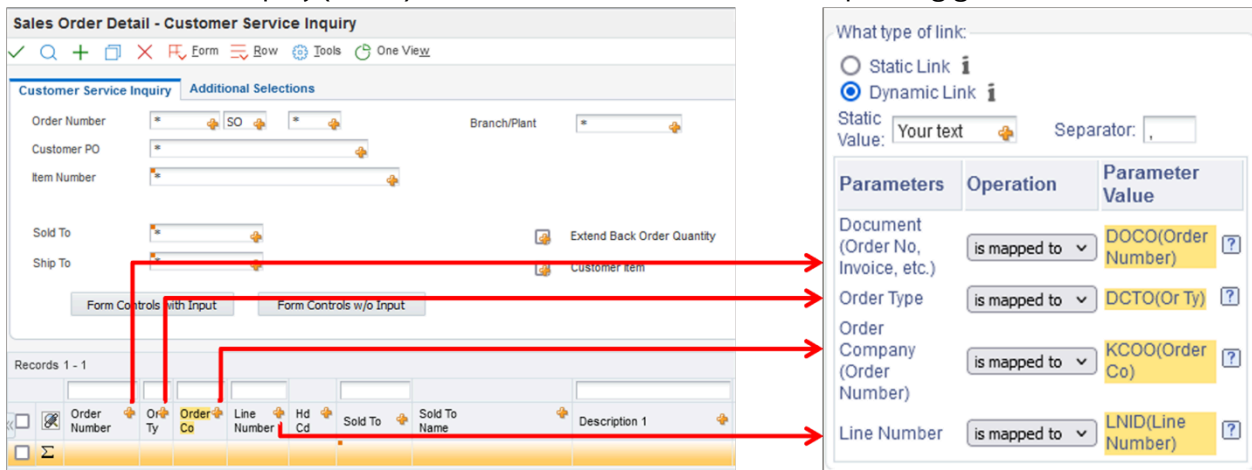 Sales Order Detail - Customer Service Inquiry
Form Row Tools One View
Customer Service Inquiry Additional Selections
Order Number * SO * Branch/Plant *
Customer PO *
Item Number *
Sold To * Extend Back Order Quantity
Ship To * Customer Item
Form Controls with Input Form Controls w/o Input
Records 1 - 1
Order Number Or Ty Order Co Line Number Hd Cd Sold To Sold To Name Description 1
Σ
What type of link:
Static Link i
Dynamic Link i
Static Value: Your text Separator: ,
Parameters Operation Parameter Value
Document (Order No, Invoice, etc.) is mapped to DOCO(Order Number) ?
Order Type is mapped to DCTO(Or Ty) ?
Order Company (Order Number) is mapped to KCOO(Order Co) ?
Line Number is mapped to LNID(Line Number) ?